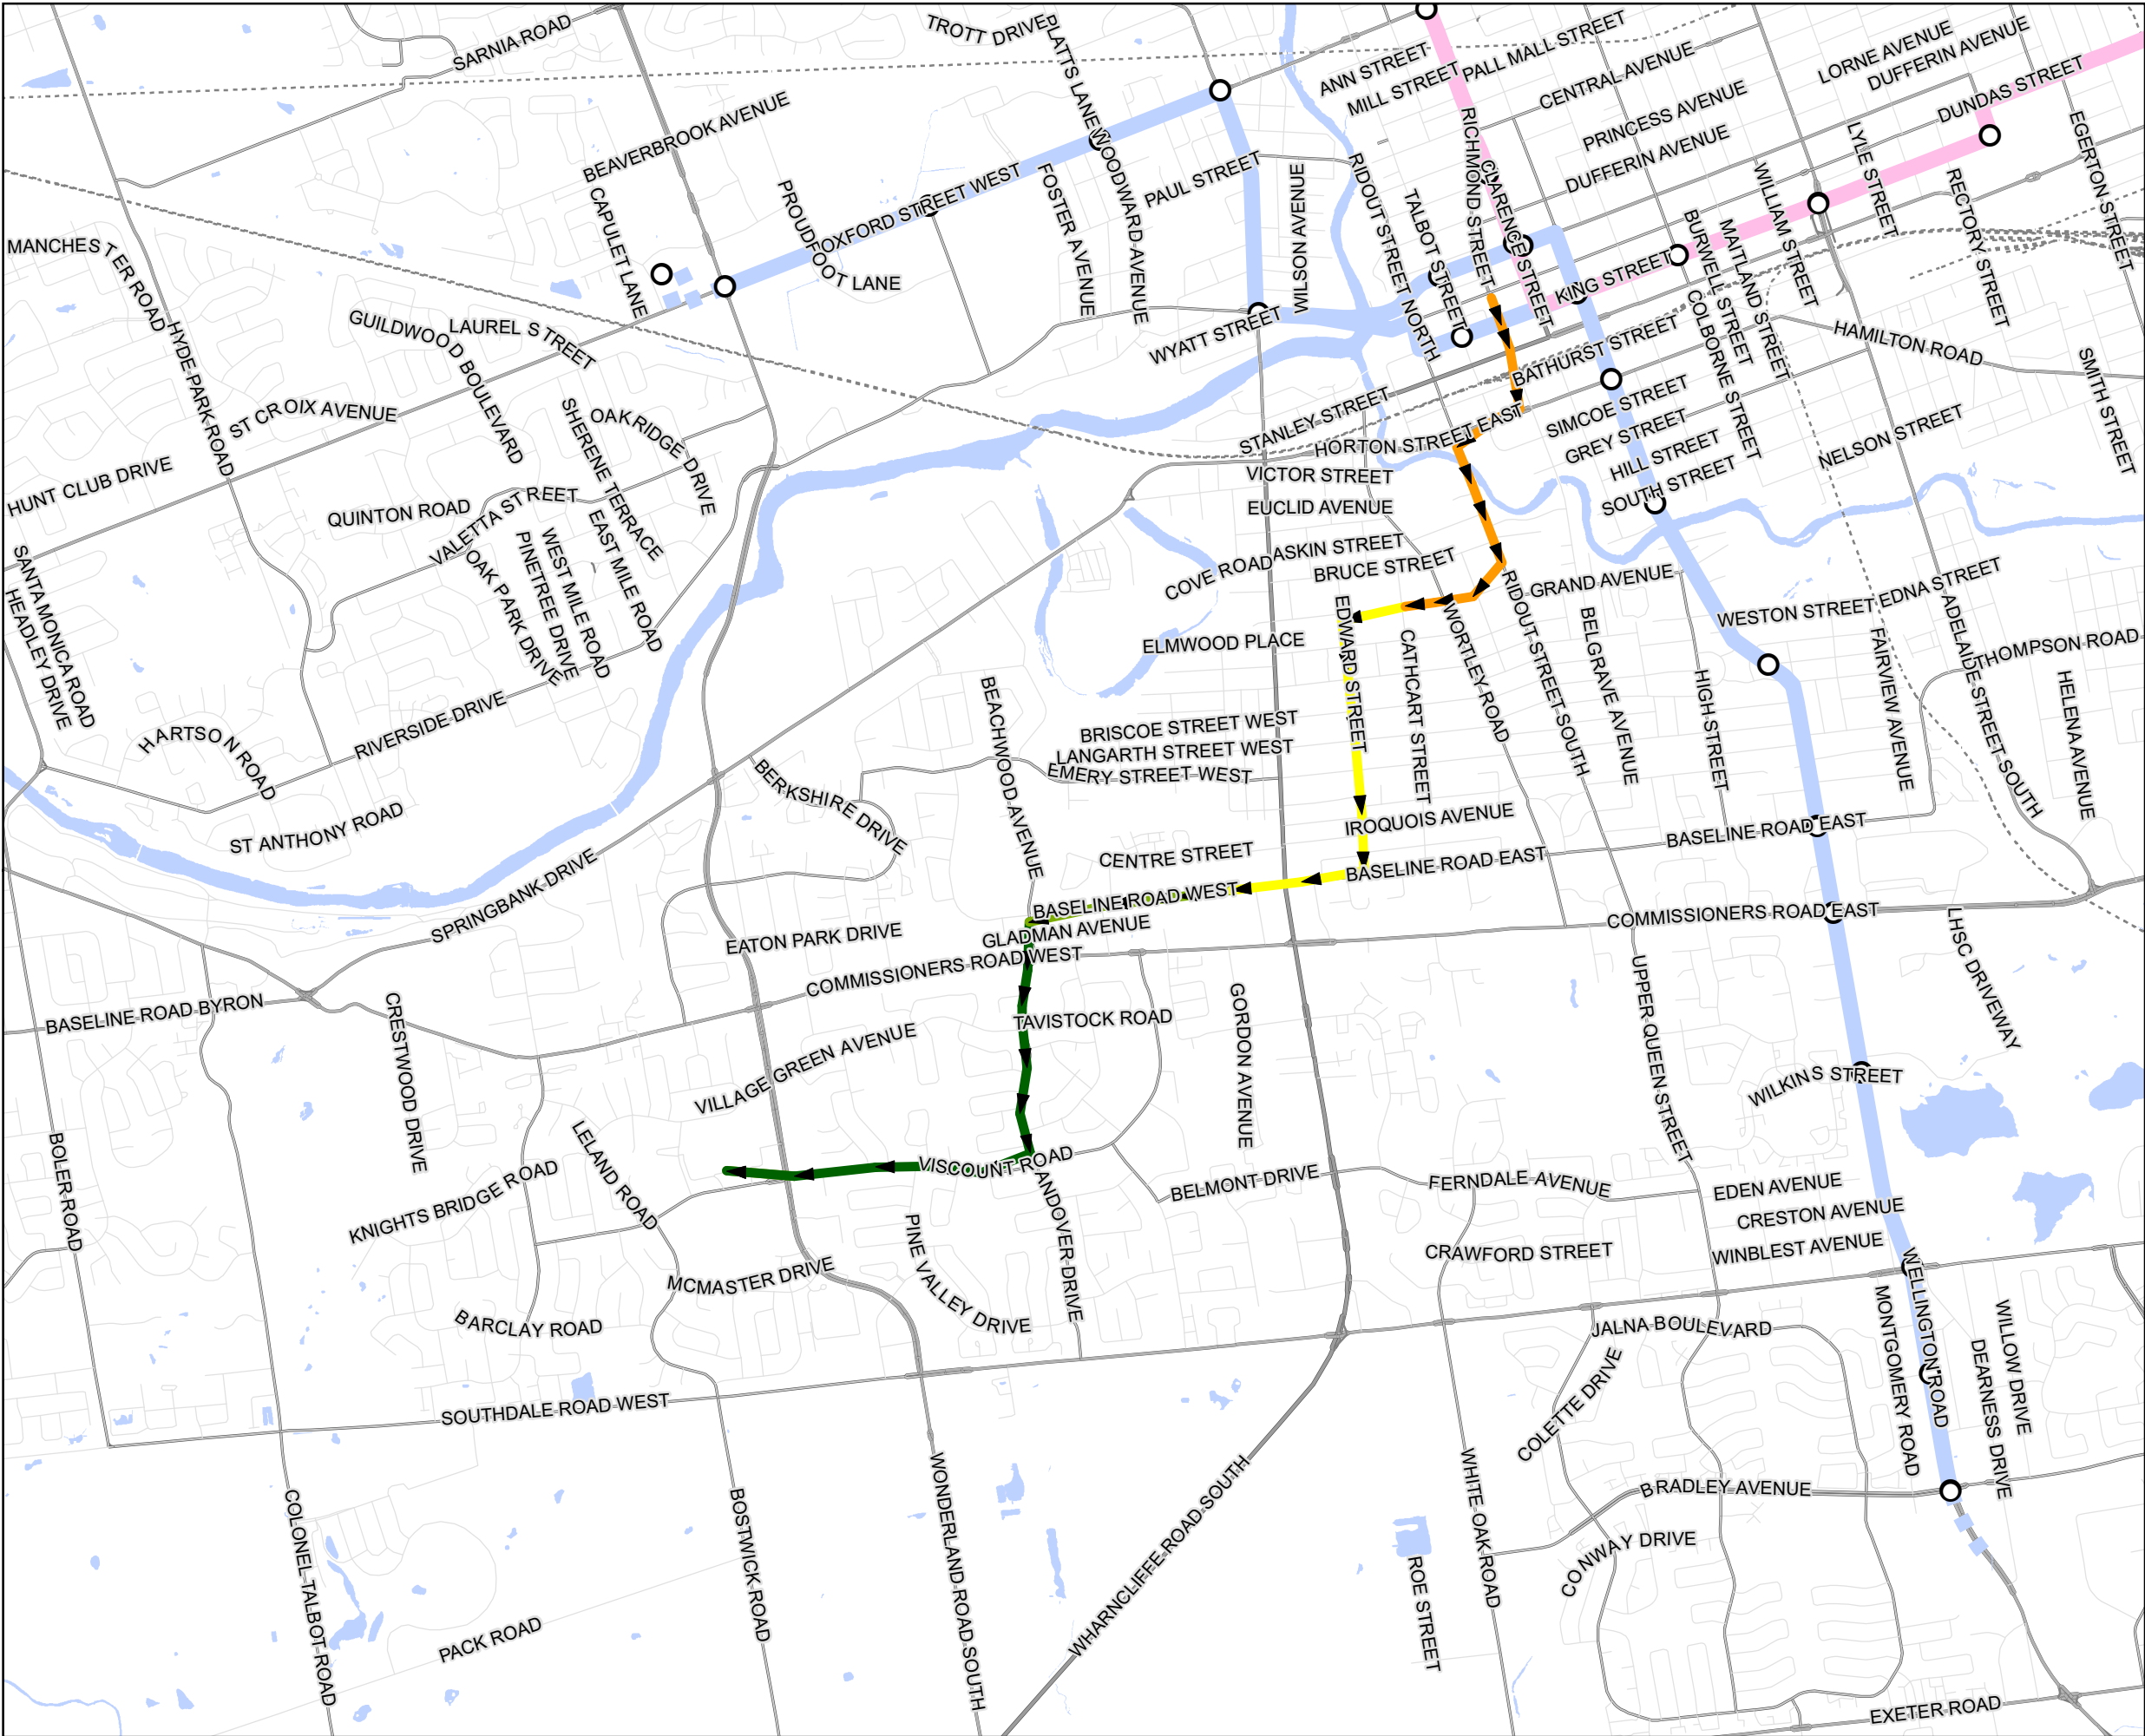 SARNIA ROAD
TROTT DRIVE
PLATTS LANE
ANN STREET
MILL STREET
PALL MALL STREET
CENTRAL AVENUE
LORNE AVENUE
DUFFERIN AVENUE
DUNDAS STREET
PRINCESS AVENUE
DUFFERIN AVENUE
BEAVERBROOK AVENUE
CAPULET LANE
PROUDFOOT LANE
OXFORD STREET WEST
FOSTER AVENUE
WOODWARD AVENUE
PAUL STREET
WILSON AVENUE
RIDOUT STREET NORTH
TALBOT STREET
RICHMOND STREET
CLARENCE STREET
KING STREET
BURWELL STREET
MAITLAND STREET
WILLIAM STREET
LYLE STREET
RECTORY STREET
EGERTON STREET
MANCHESTER ROAD
HYDE PARK ROAD
GUILDWOOD BOULEVARD
LAUREL STREET
WYATT STREET
BATHURST STREET
COLBORNE STREET
HAMILTON ROAD
SMITH STREET
ST CROIX AVENUE
SHERENE TERRACE
OAKRIDGE DRIVE
STANLEY STREET
HORTON STREET EAST
SIMCOE STREET
GREY STREET
HILL STREET
SOUTH STREET
NELSON STREET
HUNT CLUB DRIVE
QUINTON ROAD
VALETTA STREET
VICTOR STREET
EUCLID AVENUE
SANTA MONICA ROAD
HEADLEY DRIVE
OAK PARK DRIVE
PINETREE DRIVE
WEST MILE ROAD
EAST MILE ROAD
COVE ROAD
ASKIN STREET
BRUCE STREET
GRAND AVENUE
WESTON STREET
EDNA STREET
THOMPSON ROAD
ELMWOOD PLACE
EDWARD STREET
CATHCART STREET
WORTLEY ROAD
RIDOUT STREET SOUTH
BELGRAVE AVENUE
HIGH STREET
FAIRVIEW AVENUE
ADELAIDE STREET SOUTH
HELENA AVENUE
HARTSON ROAD
RIVERSIDE DRIVE
BEACHWOOD AVENUE
BRISCOE STREET WEST
LANGARTH STREET WEST
EMERY STREET WEST
BERKSHIRE DRIVE
ST ANTHONY ROAD
IROQUOIS AVENUE
BASELINE ROAD EAST
CENTRE STREET
BASELINE ROAD EAST
SPRINGBANK DRIVE
BASELINE ROAD WEST
EATON PARK DRIVE
GLADMAN AVENUE
COMMISSIONERS ROAD WEST
COMMISSIONERS ROAD EAST
LHSC DRIVEWAY
BASELINE ROAD BYRON
CRESTWOOD DRIVE
VILLAGE GREEN AVENUE
TAVISTOCK ROAD
GORDON AVENUE
UPPER QUEEN STREET
WILKINS STREET
BOLER ROAD
LELAND ROAD
KNIGHTS BRIDGE ROAD
VISCOUNT ROAD
ANDOVER DRIVE
BELMONT DRIVE
FERNDALE AVENUE
EDEN AVENUE
CRESTON AVENUE
WINBLEST AVENUE
CRAWFORD STREET
PINE VALLEY DRIVE
MCMASTER DRIVE
BARCLAY ROAD
JALNA BOULEVARD
COLETTE DRIVE
WELLINGTON ROAD
MONTGOMERY ROAD
DEARNESS DRIVE
WILLOW DRIVE
SOUTHDALE ROAD WEST
COLONEL TALBOT ROAD
BOSTWICK ROAD
WONDERLAND ROAD SOUTH
WHARNCLIFFE ROAD SOUTH
WHITE OAK ROAD
ROE STREET
BRADLEY AVENUE
CONWAY DRIVE
PACK ROAD
EXETER ROAD